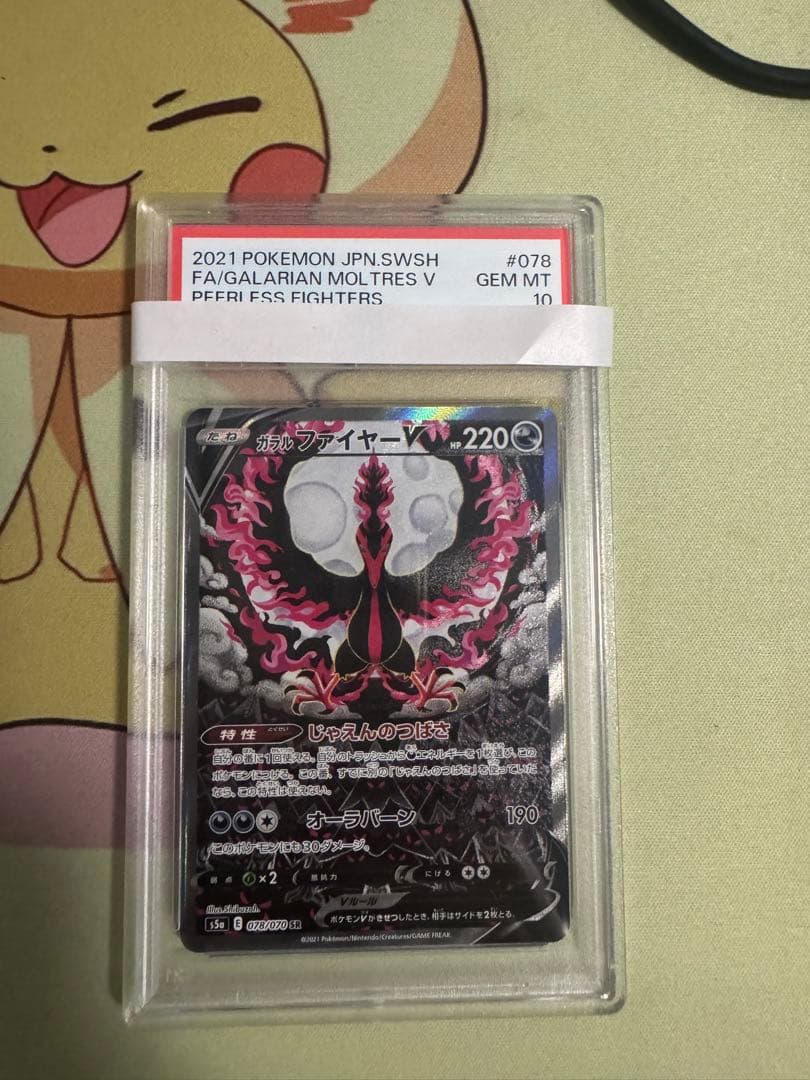 2021 POKEMON JPN.SWSH #078
FA/GALARIAN MOLTRES V GEM MT
PEERLESS FIGHTERS 10
たね ガラル ファイヤーV HP 220
特性 とくせい じゃえんのつばさ
自分の番に1回使える。自分のトラッシュからエネルギーを1枚選び、この
ポケモンにつける。この番、すでに別の「じゃえんのつばさ」を使っていた
なら、この特性は使えない。
オーラバーン 190
このポケモンにも30ダメージ。
弱点 ×2 抵抗力 にげる
Vルール
ポケモンVがきぜつしたとき、相手はサイドを2枚とる。
Illus. Shibuzoh.
s5a E 078/070 SR
©2021 Pokémon/Nintendo/Creatures/GAME FREAK.